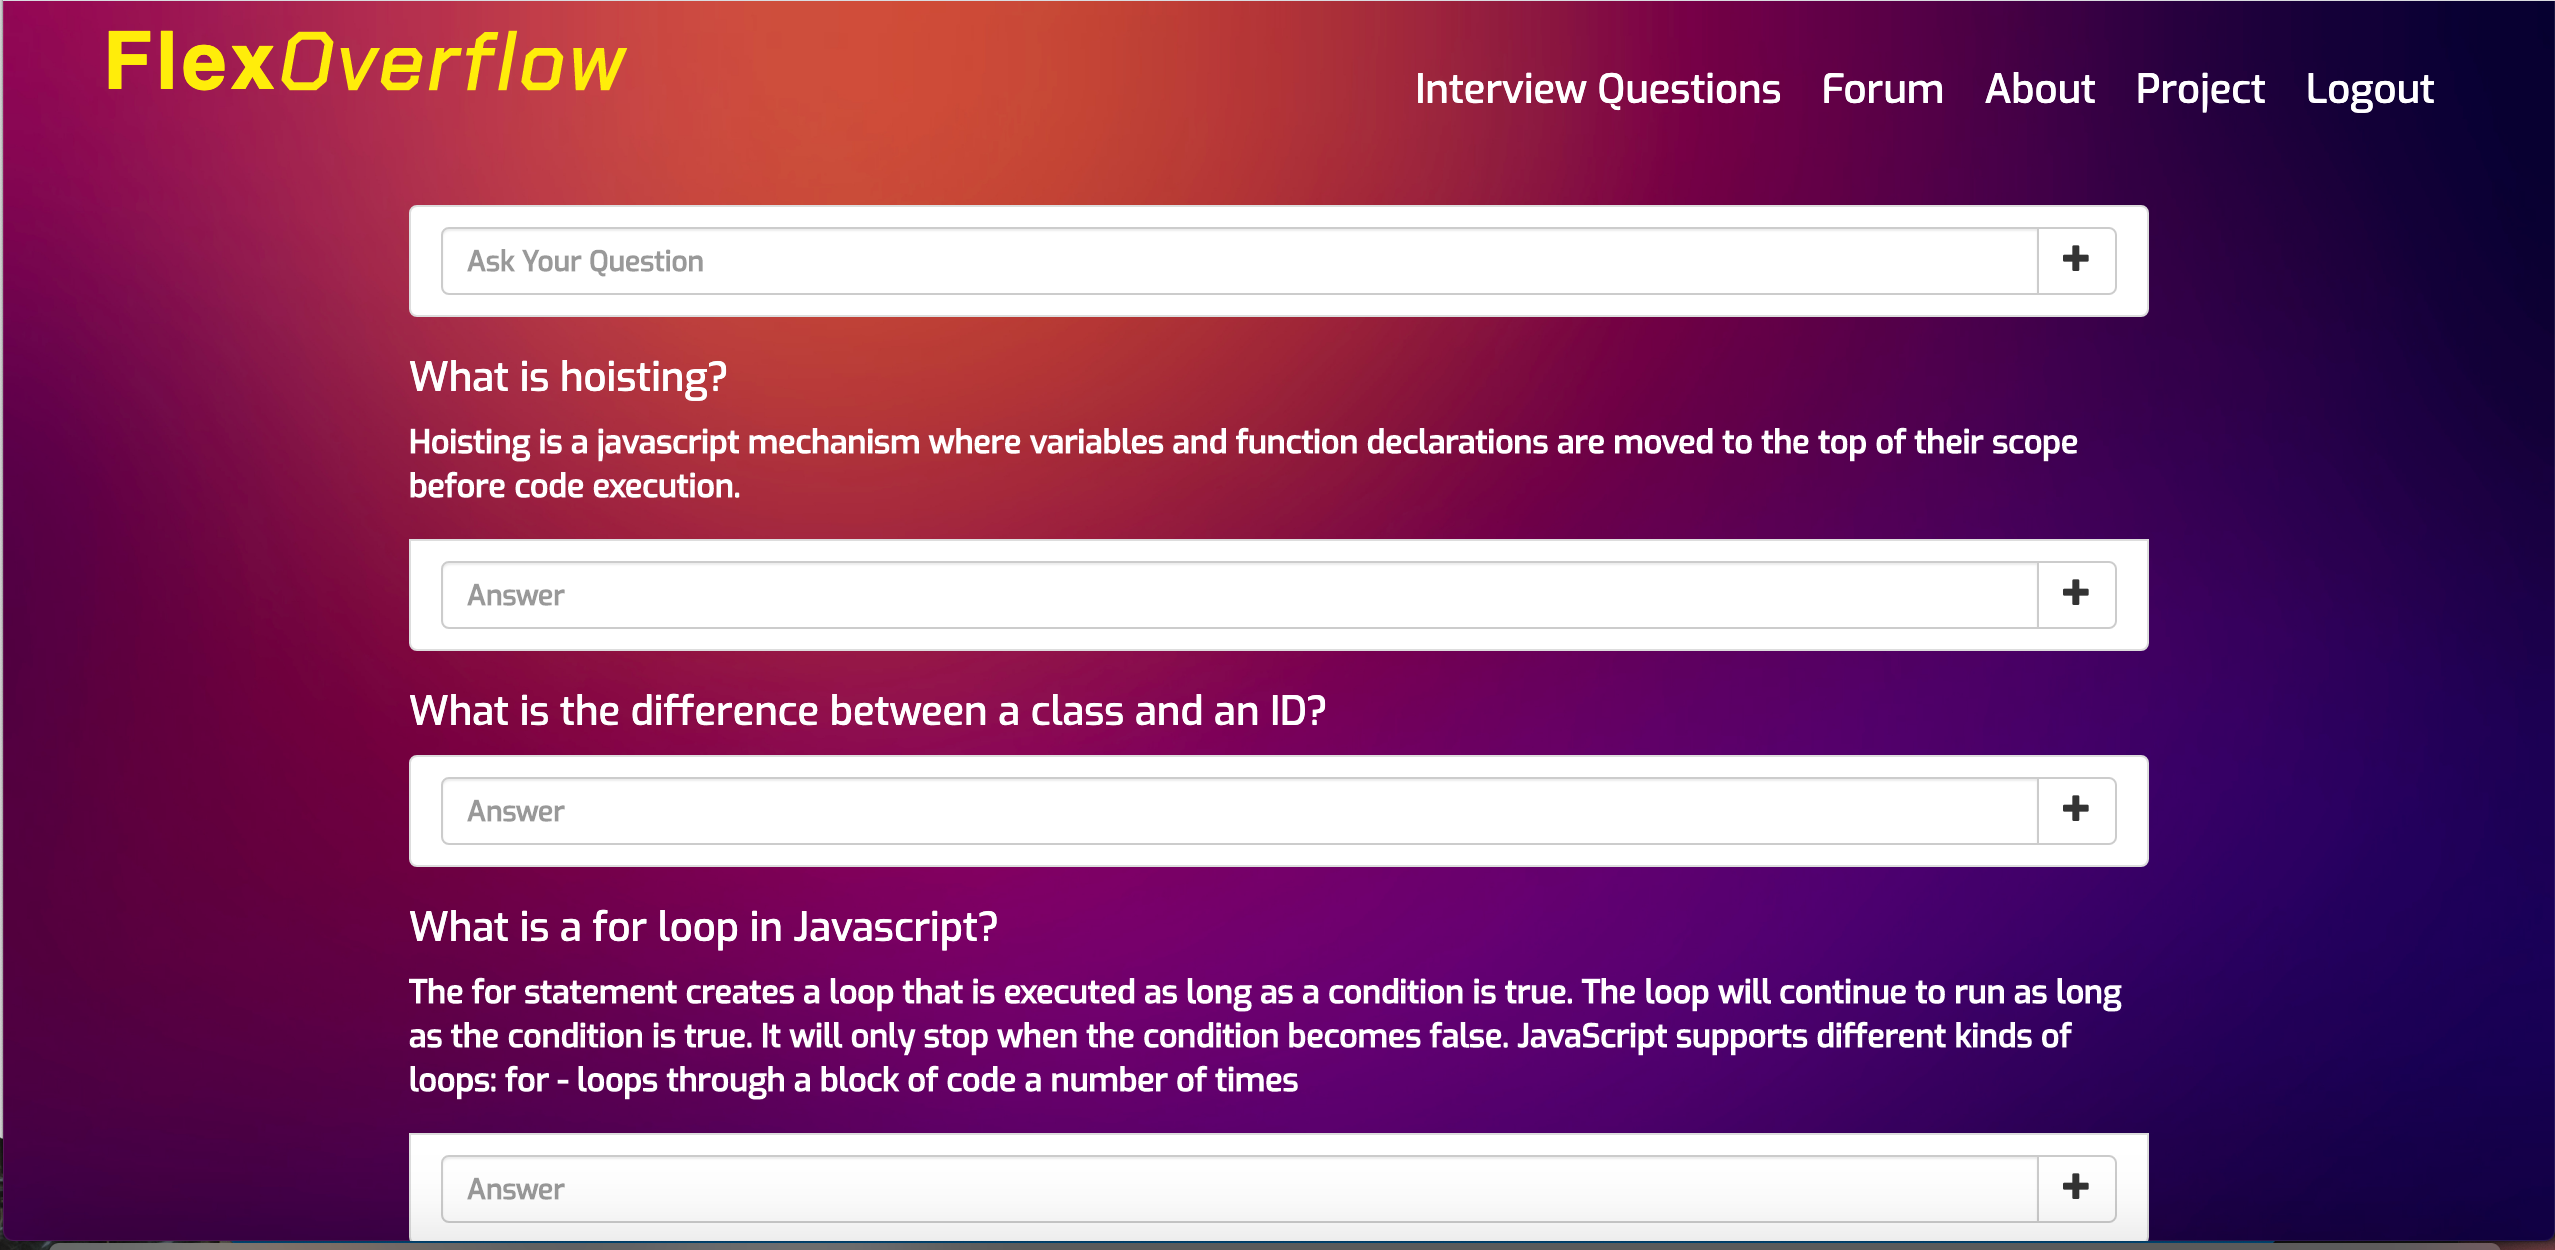 FlexOverflow
Interview Questions Forum About Project Logout
Ask Your Question
What is hoisting?
Hoisting is a javascript mechanism where variables and function declarations are moved to the top of their scope
before code execution.
Answer
What is the difference between a class and an ID?
Answer
What is a for loop in Javascript?
The for statement creates a loop that is executed as long as a condition is true. The loop will continue to run as long
as the condition is true. It will only stop when the condition becomes false. JavaScript supports different kinds of
loops: for - loops through a block of code a number of times
Answer